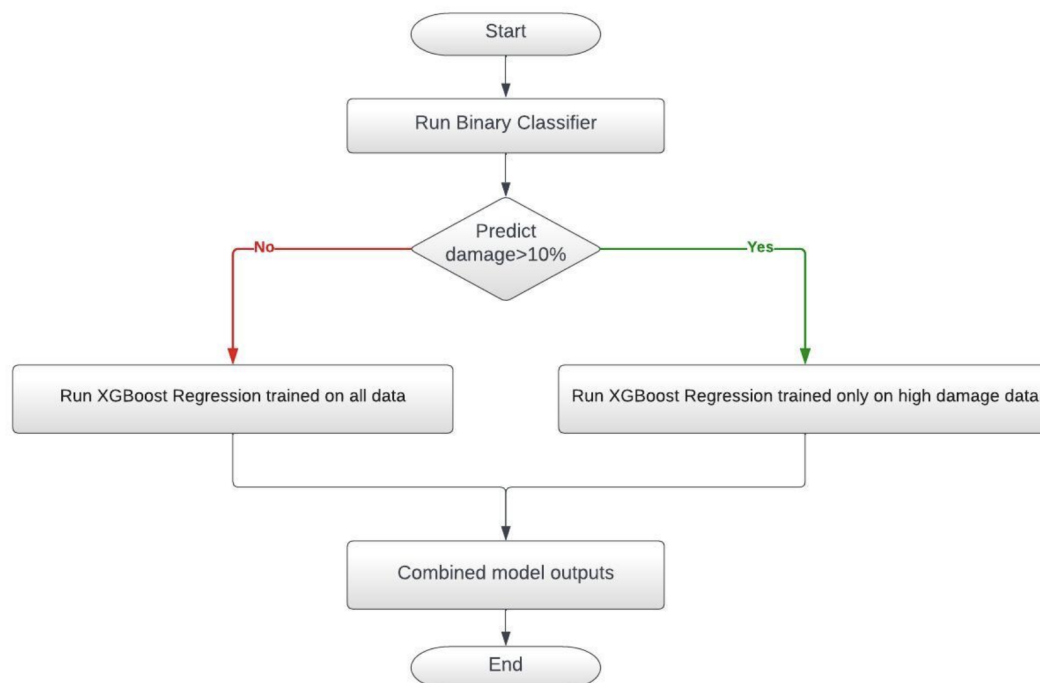 Start
Run Binary Classifier
Predict
damage>10%
No
Yes
Run XGBoost Regression trained on all data
Run XGBoost Regression trained only on high damage data
Combined model outputs
End